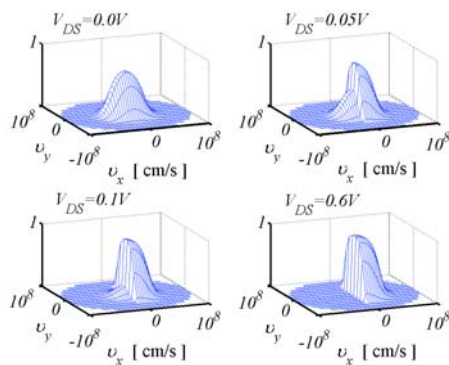 V_DS=0.0V
1
10^8
0
-10^8
υ_y
υ_x [cm/s]
0
10^8
V_DS=0.05V
1
10^8
0
-10^8
υ_y
υ_x [cm/s]
0
10^8
V_DS=0.1V
1
10^8
0
-10^8
υ_y
υ_x [cm/s]
0
10^8
V_DS=0.6V
1
10^8
0
-10^8
υ_y
υ_x [cm/s]
0
10^8